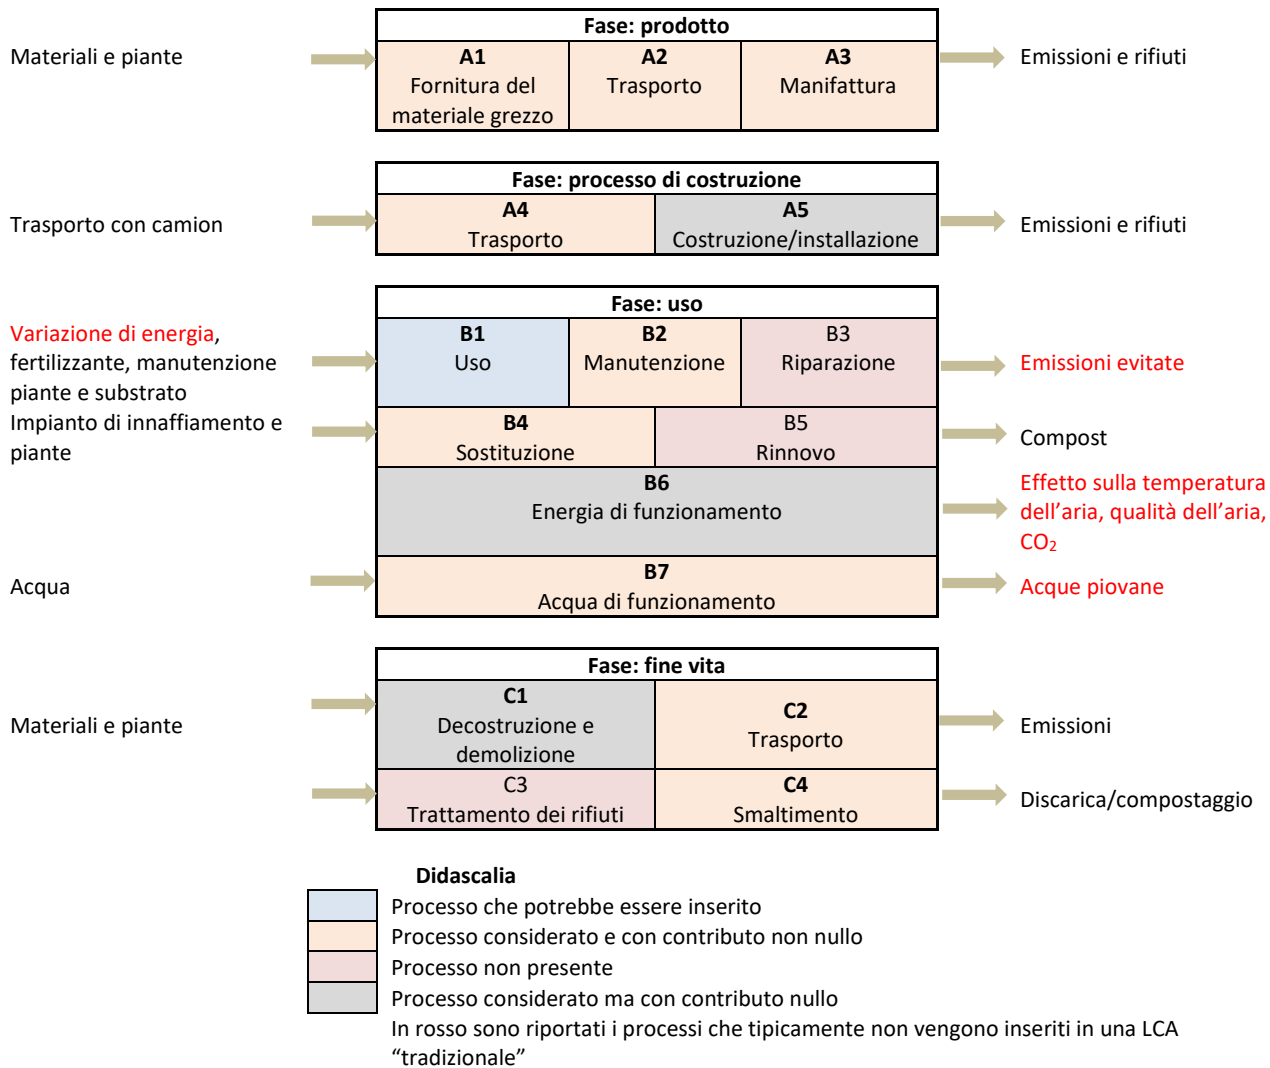 Fase: prodotto
Materiali e piante
A1
Fornitura del
materiale grezzo
A2
Trasporto
A3
Manifattura
Emissioni e rifiuti
Fase: processo di costruzione
Trasporto con camion
A4
Trasporto
A5
Costruzione/installazione
Emissioni e rifiuti
Fase: uso
Variazione di energia,
fertilizzante, manutenzione
piante e substrato
B1
Uso
B2
Manutenzione
B3
Riparazione
Emissioni evitate
Impianto di innaffiamento e
piante
B4
Sostituzione
B5
Rinnovo
Compost
B6
Energia di funzionamento
Effetto sulla temperatura
dell’aria, qualità dell’aria,
CO₂
Acqua
B7
Acqua di funzionamento
Acque piovane
Fase: fine vita
Materiali e piante
C1
Decostruzione e
demolizione
C2
Trasporto
Emissioni
C3
Trattamento dei rifiuti
C4
Smaltimento
Discarica/compostaggio
Didascalia
Processo che potrebbe essere inserito
Processo considerato e con contributo non nullo
Processo non presente
Processo considerato ma con contributo nullo
In rosso sono riportati i processi che tipicamente non vengono inseriti in una LCA
“tradizionale”